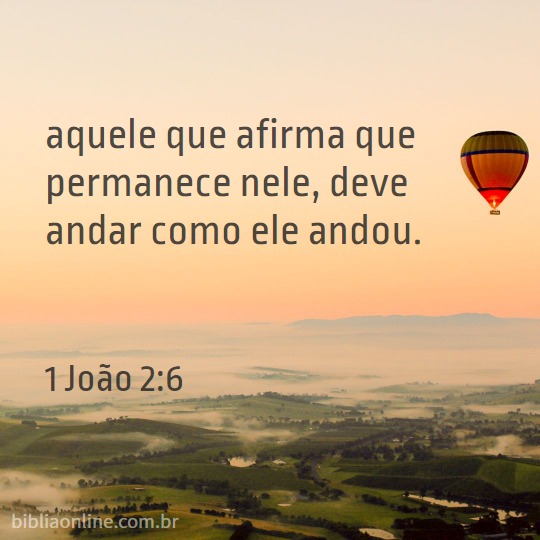 aquele que afirma que
permanece nele, deve
andar como ele andou.
1 João 2:6
bibliaonline.com.br